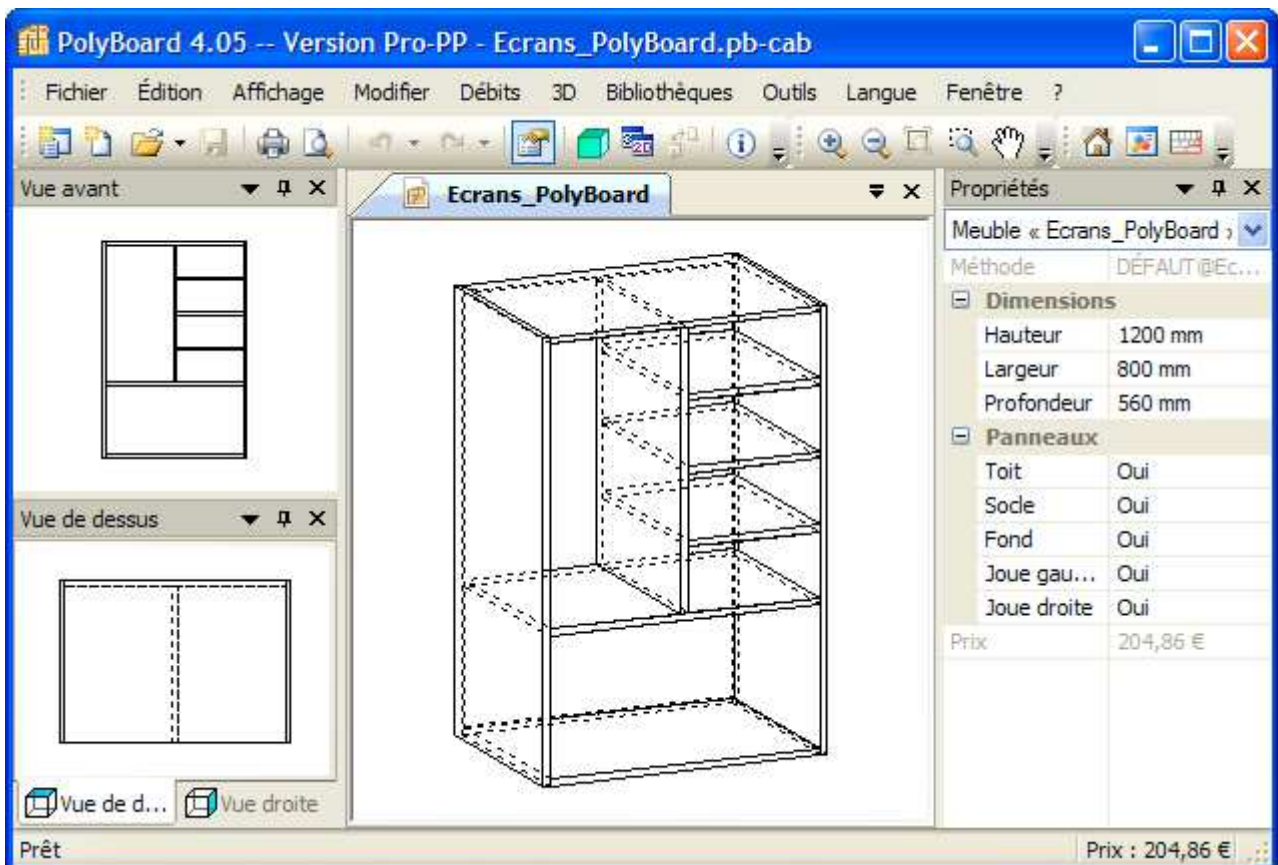 PolyBoard 4.05 -- Version Pro-PP - Ecrans_PolyBoard.pb-cab
Fichier Édition Affichage Modifier Débits 3D Bibliothèques Outils Langue Fenêtre ?
Vue avant
Ecrans_PolyBoard
Propriétés
Meuble « Ecrans_PolyBoard »
Méthode DÉFAUT@Ec...
Dimensions
Hauteur 1200 mm
Largeur 800 mm
Profondeur 560 mm
Panneaux
Toit Oui
Socle Oui
Fond Oui
Joue gau... Oui
Joue droite Oui
Prix 204,86 €
Vue de dessus
Vue de d... Vue droite
Prêt Prix : 204,86 €